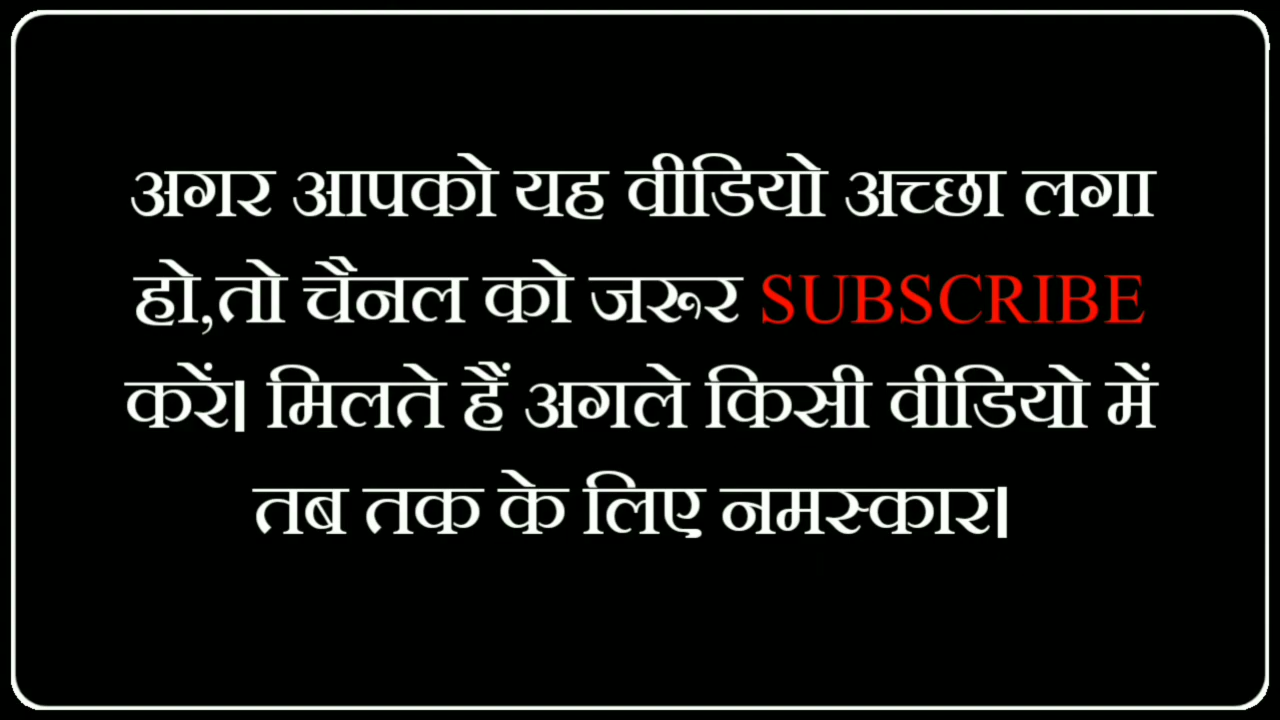 अगर आपको यह वीडियो अच्छा लगा
हो,तो चैनल को जरूर SUBSCRIBE
करें। मिलते हैं अगले किसी वीडियो में
तब तक के लिए नमस्कार।